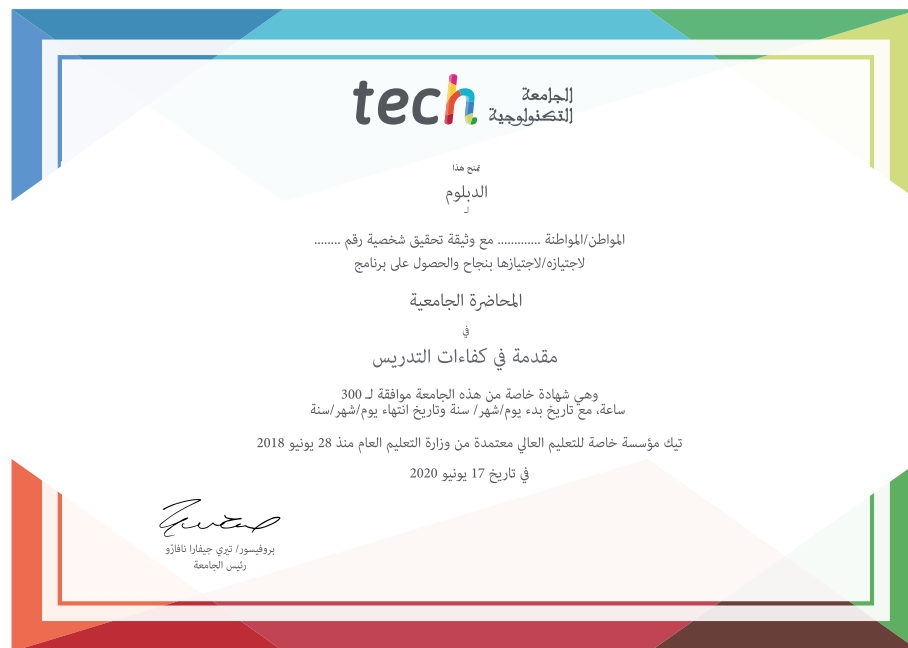 tech الجامعة
التكنولوجية
تمنح هذا
الدبلوم
لـ
المواطن/المواطنة ............ مع وثيقة تحقيق شخصية رقم ........
لاجتيازه/لاجتيازها بنجاح والحصول على برنامج
المحاضرة الجامعية
في
مقدمة في كفاءات التدريس
وهي شهادة خاصة من هذه الجامعة موافقة لـ 300
ساعة، مع تاريخ بدء يوم/شهر/ سنة وتاريخ انتهاء يوم/شهر/سنة
تيك مؤسسة خاصة للتعليم العالي معتمدة من وزارة التعليم العام منذ 28 يونيو 2018
في تاريخ 17 يونيو 2020
بروفيسور/ تيري جيفارا نافارّو
رئيس الجامعة